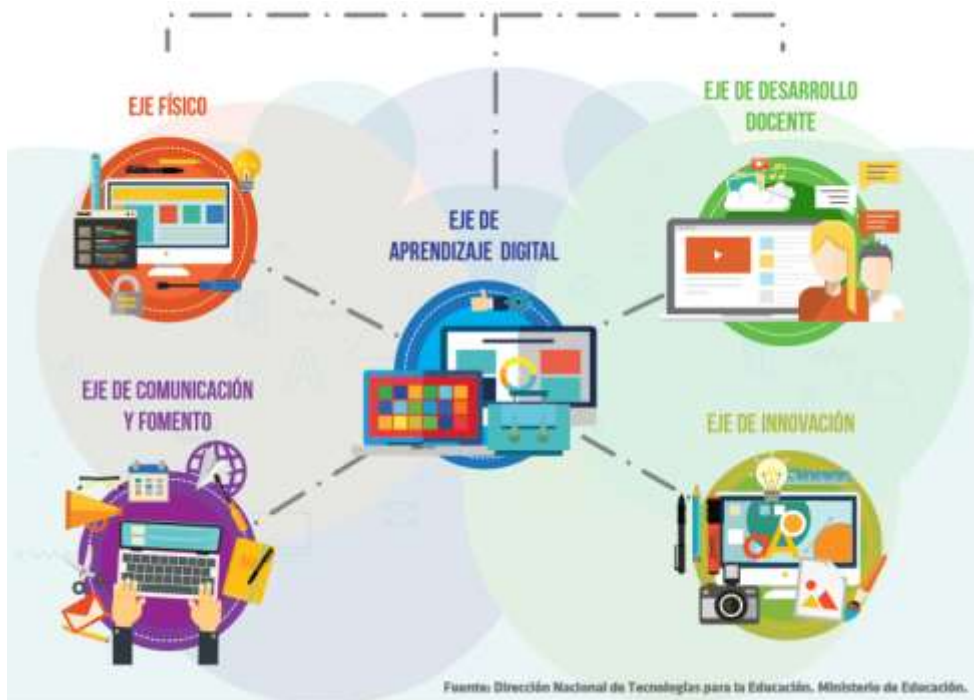 EJE FÍSICO
EJE DE DESARROLLO
DOCENTE
EJE DE
APRENDIZAJE DIGITAL
EJE DE COMUNICACIÓN
Y FOMENTO
EJE DE INNOVACIÓN
Fuente: Dirección Nacional de Tecnologías para la Educación. Ministerio de Educación.